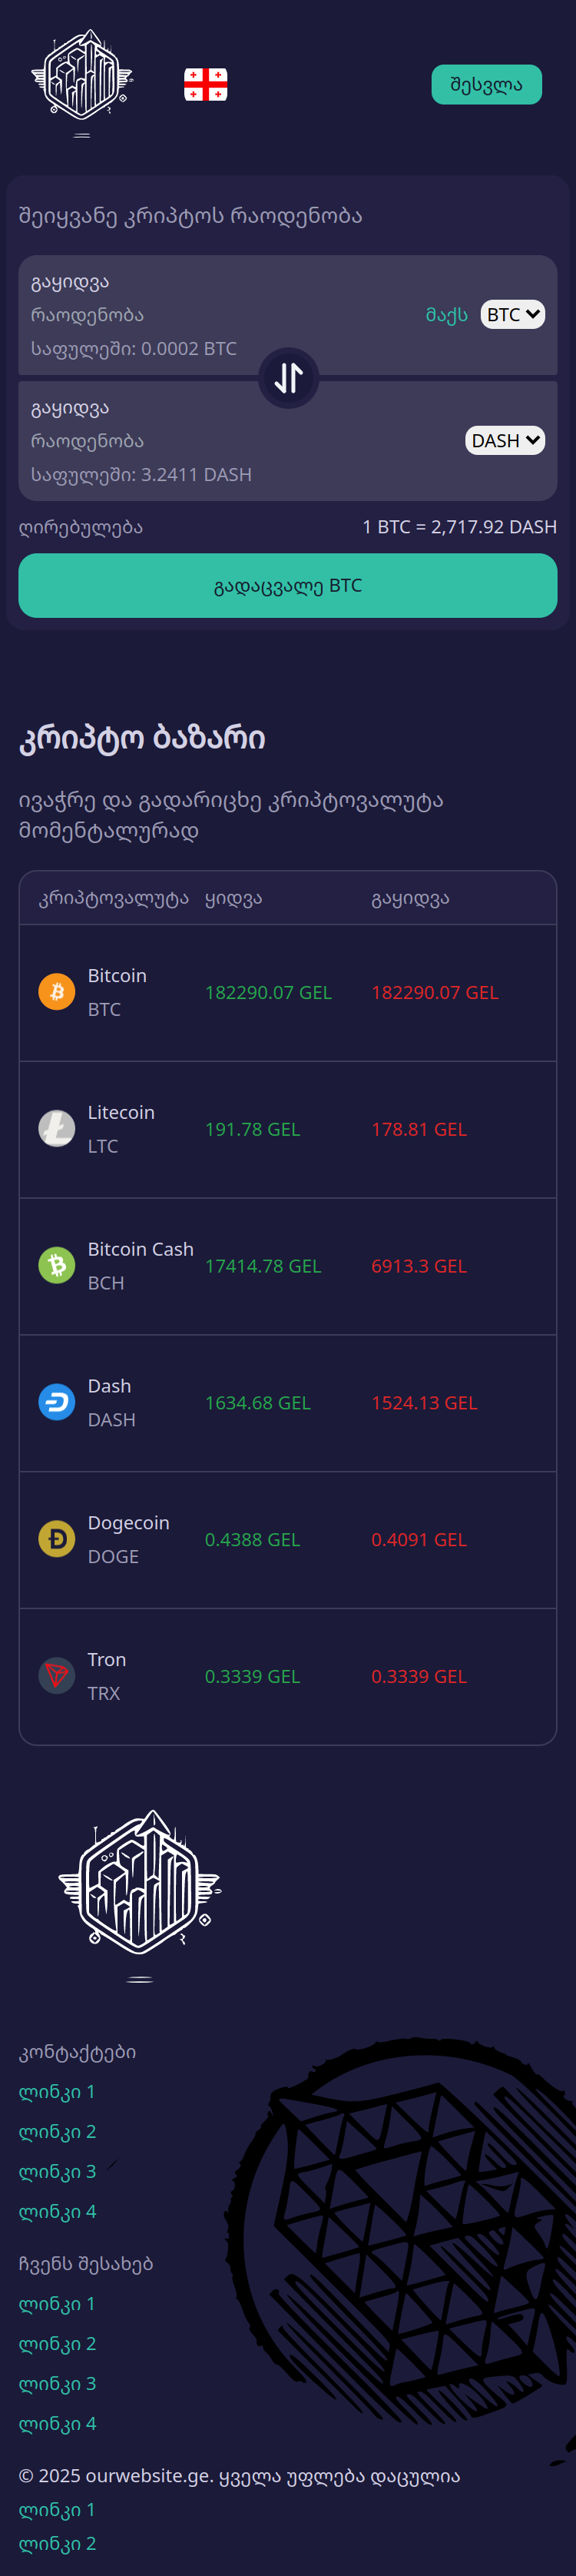 შესვლა
შეიყვანე კრიპტოს რაოდენობა
გაყიდვა
რაოდენობა
მაქს
BTC
საფულეში: 0.0002 BTC
გაყიდვა
რაოდენობა
DASH
საფულეში: 3.2411 DASH
ღირებულება
1 BTC = 2,717.92 DASH
გადაცვალე BTC
კრიპტო ბაზარი
ივაჭრე და გადარიცხე კრიპტოვალუტა
მომენტალურად
კრიპტოვალუტა ყიდვა გაყიდვა
Bitcoin
BTC
182290.07 GEL 182290.07 GEL
Litecoin
LTC
191.78 GEL 178.81 GEL
Bitcoin Cash
BCH
17414.78 GEL 6913.3 GEL
Dash
DASH
1634.68 GEL 1524.13 GEL
Dogecoin
DOGE
0.4388 GEL 0.4091 GEL
Tron
TRX
0.3339 GEL 0.3339 GEL
კონტაქტები
ლინკი 1
ლინკი 2
ლინკი 3
ლინკი 4
ჩვენს შესახებ
ლინკი 1
ლინკი 2
ლინკი 3
ლინკი 4
© 2025 ourwebsite.ge. ყველა უფლება დაცულია
ლინკი 1
ლინკი 2